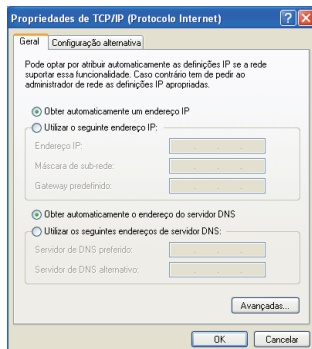 Propriedades de TCP/IP (Protocolo Internet)
Geral
Configuração alternativa
Pode optar por atribuir automaticamente as definições IP se a rede
suportar essa funcionalidade. Caso contrário tem de pedir ao
administrador de rede as definições IP apropriadas.
Obter automaticamente um endereço IP
Utilizar o seguinte endereço IP:
Endereço IP:
Máscara de sub-rede:
Gateway predefinido:
Obter automaticamente o endereço do servidor DNS
Utilizar os seguintes endereços de servidor DNS:
Servidor de DNS preferido:
Servidor de DNS alternativo:
Avançadas...
OK
Cancelar